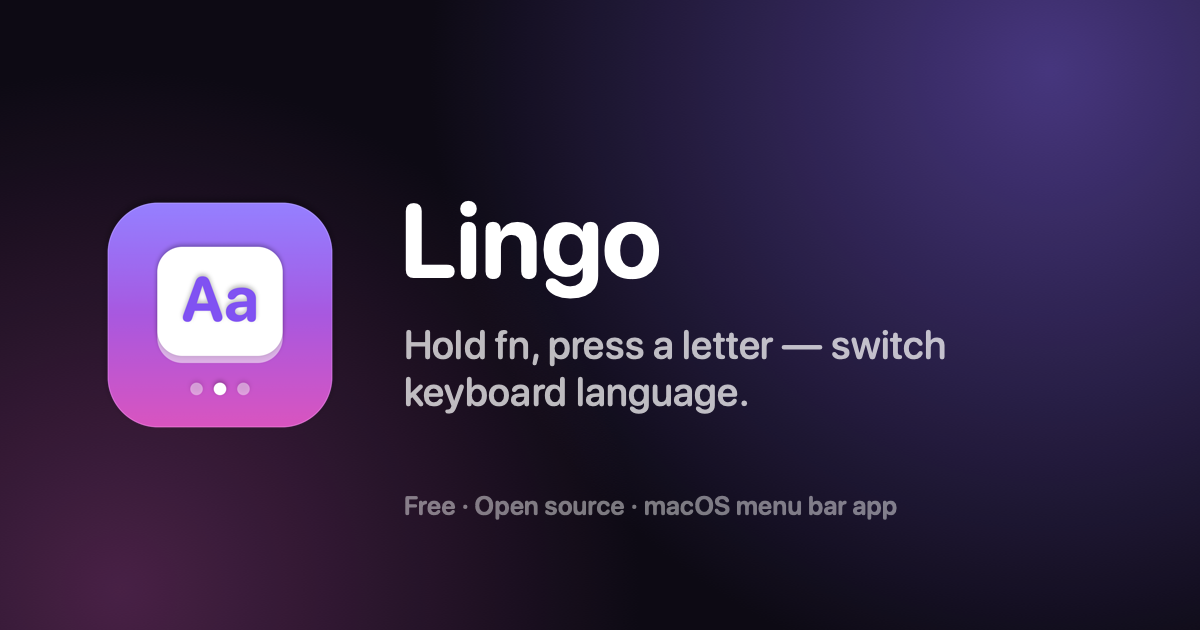 Aa
Lingo
Hold fn, press a letter — switch
keyboard language.
Free · Open source · macOS menu bar app